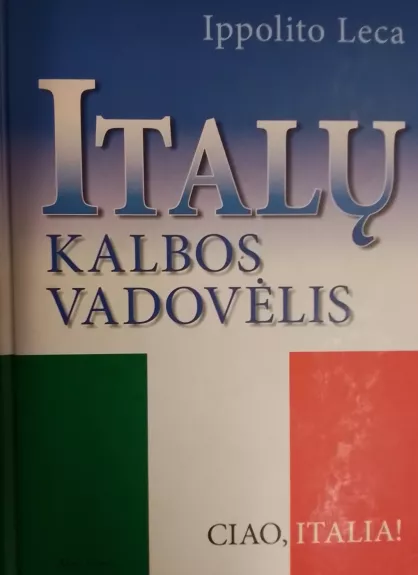 Ippolito Leca
ITALŲ
KALBOS
VADOVĖLIS
CIAO, ITALIA!